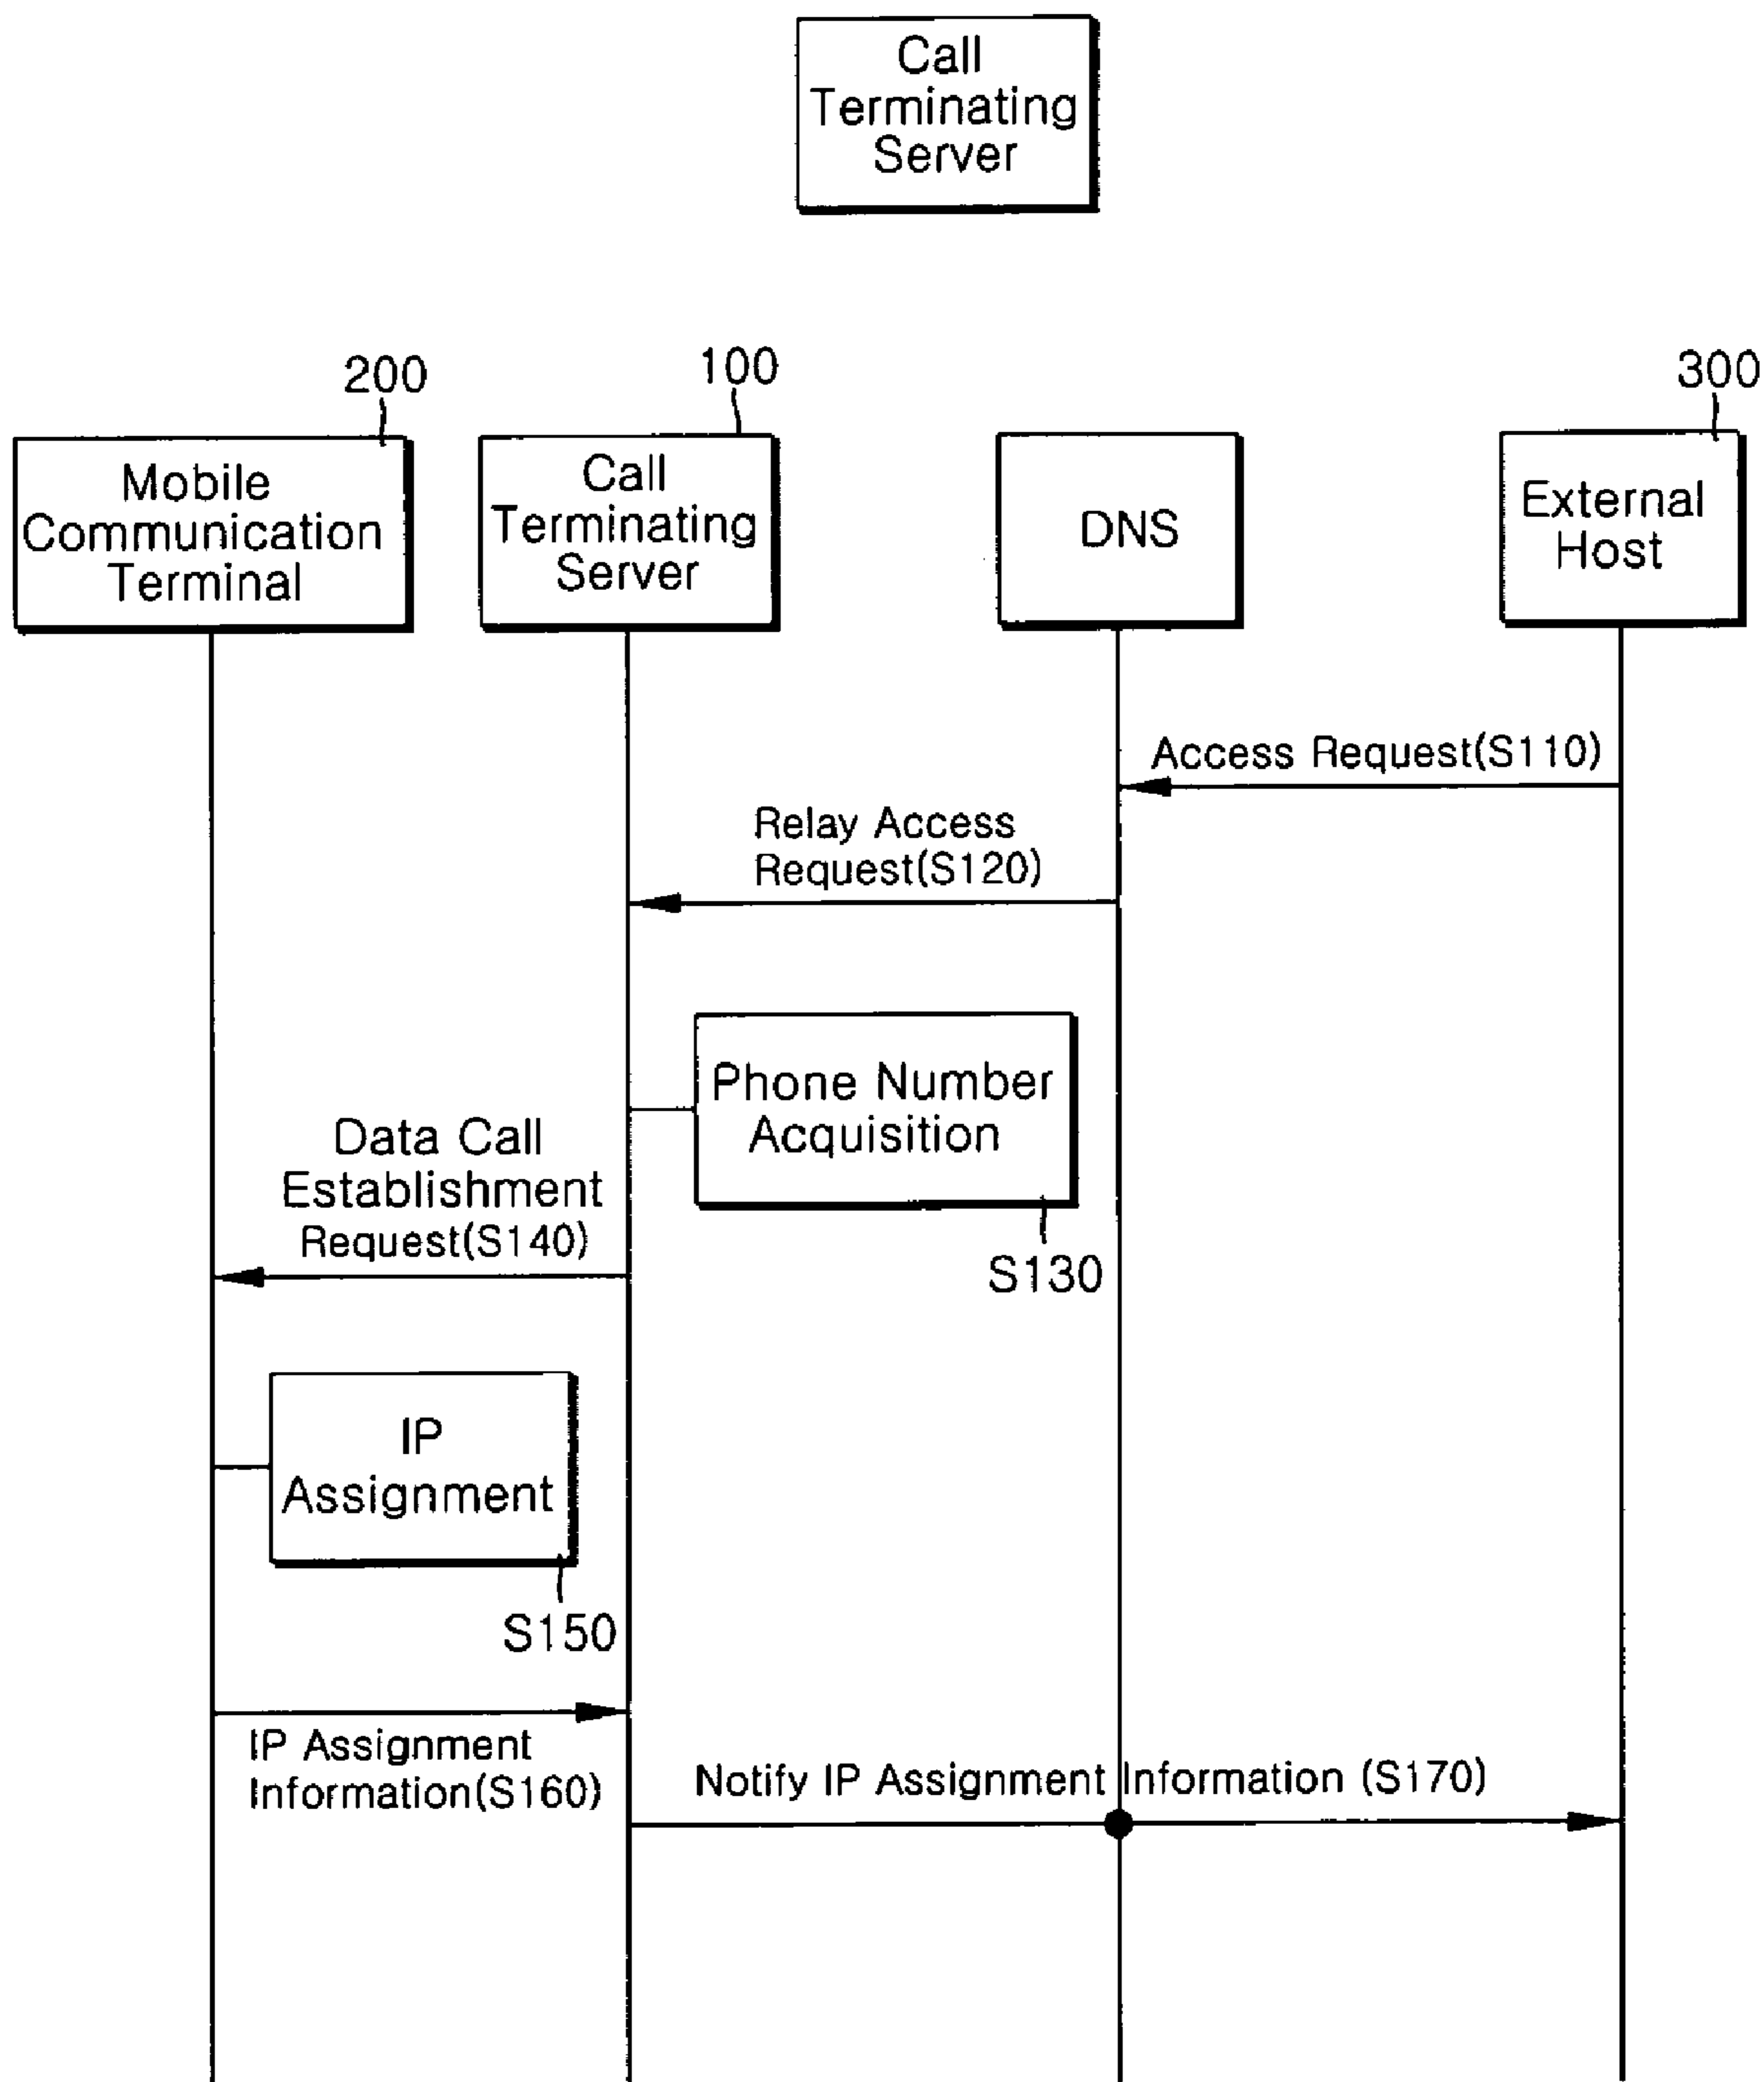 Call
Terminating
Server
200
100
300
Mobile
Communication
Terminal
Call
Terminating
Server
DNS
External
Host
Access Request(S110)
Relay Access
Request(S120)
Phone Number
Acquisition
S130
Data Call
Establishment
Request(S140)
IP
Assignment
S150
IP Assignment
Information(S160)
Notify IP Assignment Information (S170)